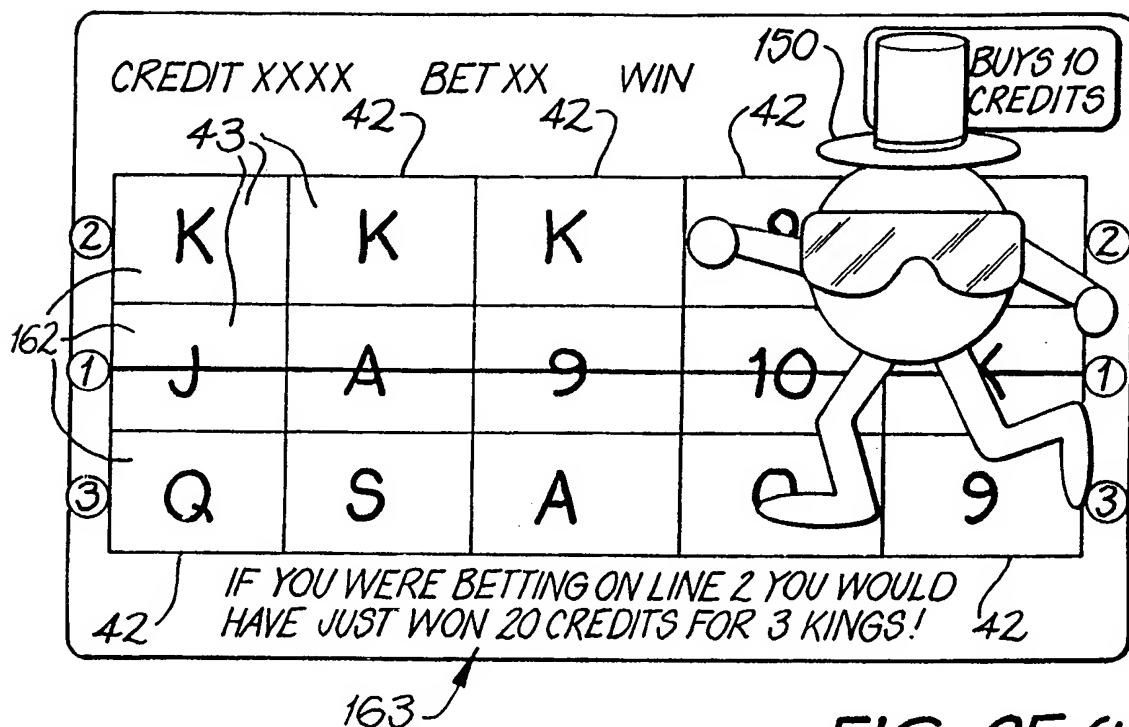 150
BUYS 10
CREDITS
CREDIT XXXX BET XX WIN
43 42 42 42
K K K
2 2
162
J A 9 10 K
1 1
Q S A 9
3 3
IF YOU WERE BETTING ON LINE 2 YOU WOULD
HAVE JUST WON 20 CREDITS FOR 3 KINGS!
42 42
163